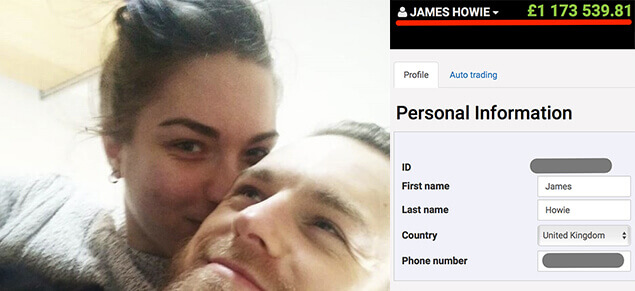 JAMES HOWIE £1 173 539.81
Profile Auto trading
Personal Information
ID
First name James
Last name Howie
Country United Kingdom
Phone number